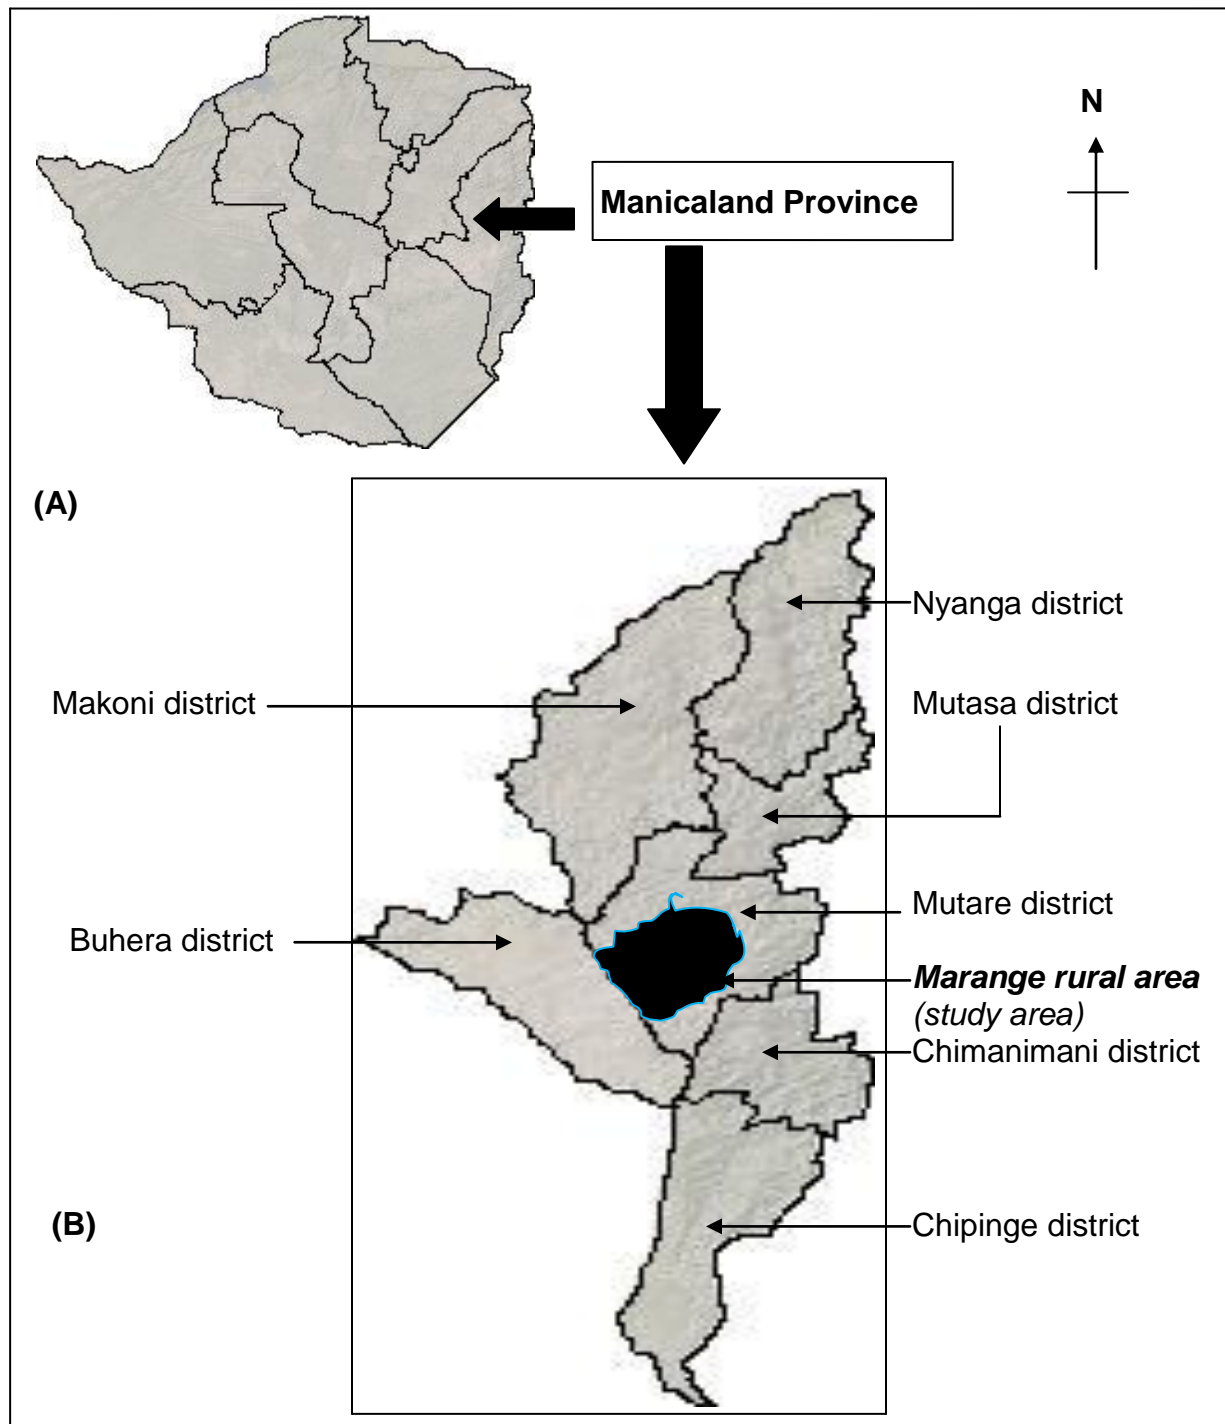 N
Manicaland Province
(A)
Nyanga district
Makoni district
Mutasa district
Mutare district
Buhera district
Marange rural area
(study area)
Chimanimani district
(B)
Chipinge district